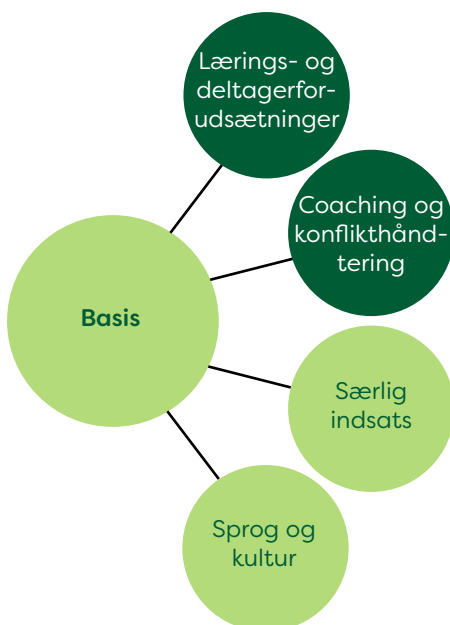 Lærings- og
deltagerfor-
udsætninger
Coaching og
konflikthånd-
tering
Basis
Særlig
indsats
Sprog og
kultur